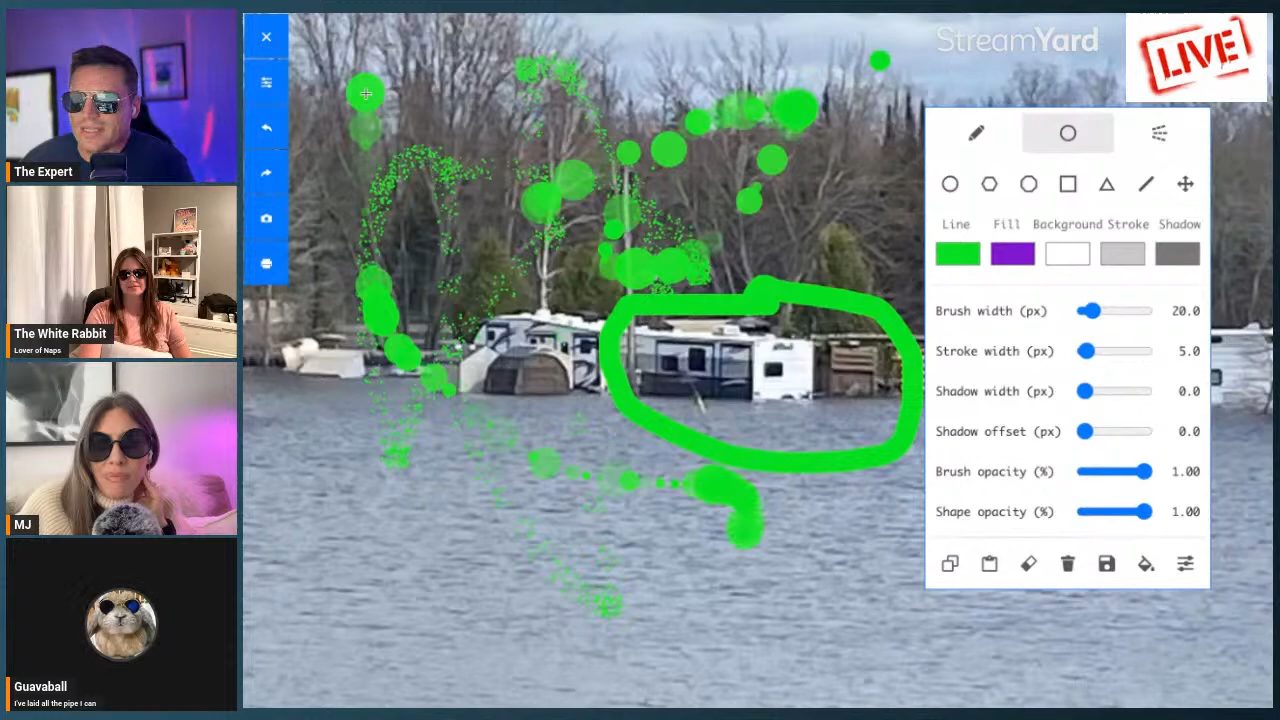 The Expert
The White Rabbit
Lover of Naps
MJ
Guavaball
I've laid all the pipe I can
StreamYard
LIVE
Line Fill Background Stroke Shadow
Brush width (px) 20.0
Stroke width (px) 5.0
Shadow width (px) 0.0
Shadow offset (px) 0.0
Brush opacity (%) 1.00
Shape opacity (%) 1.00